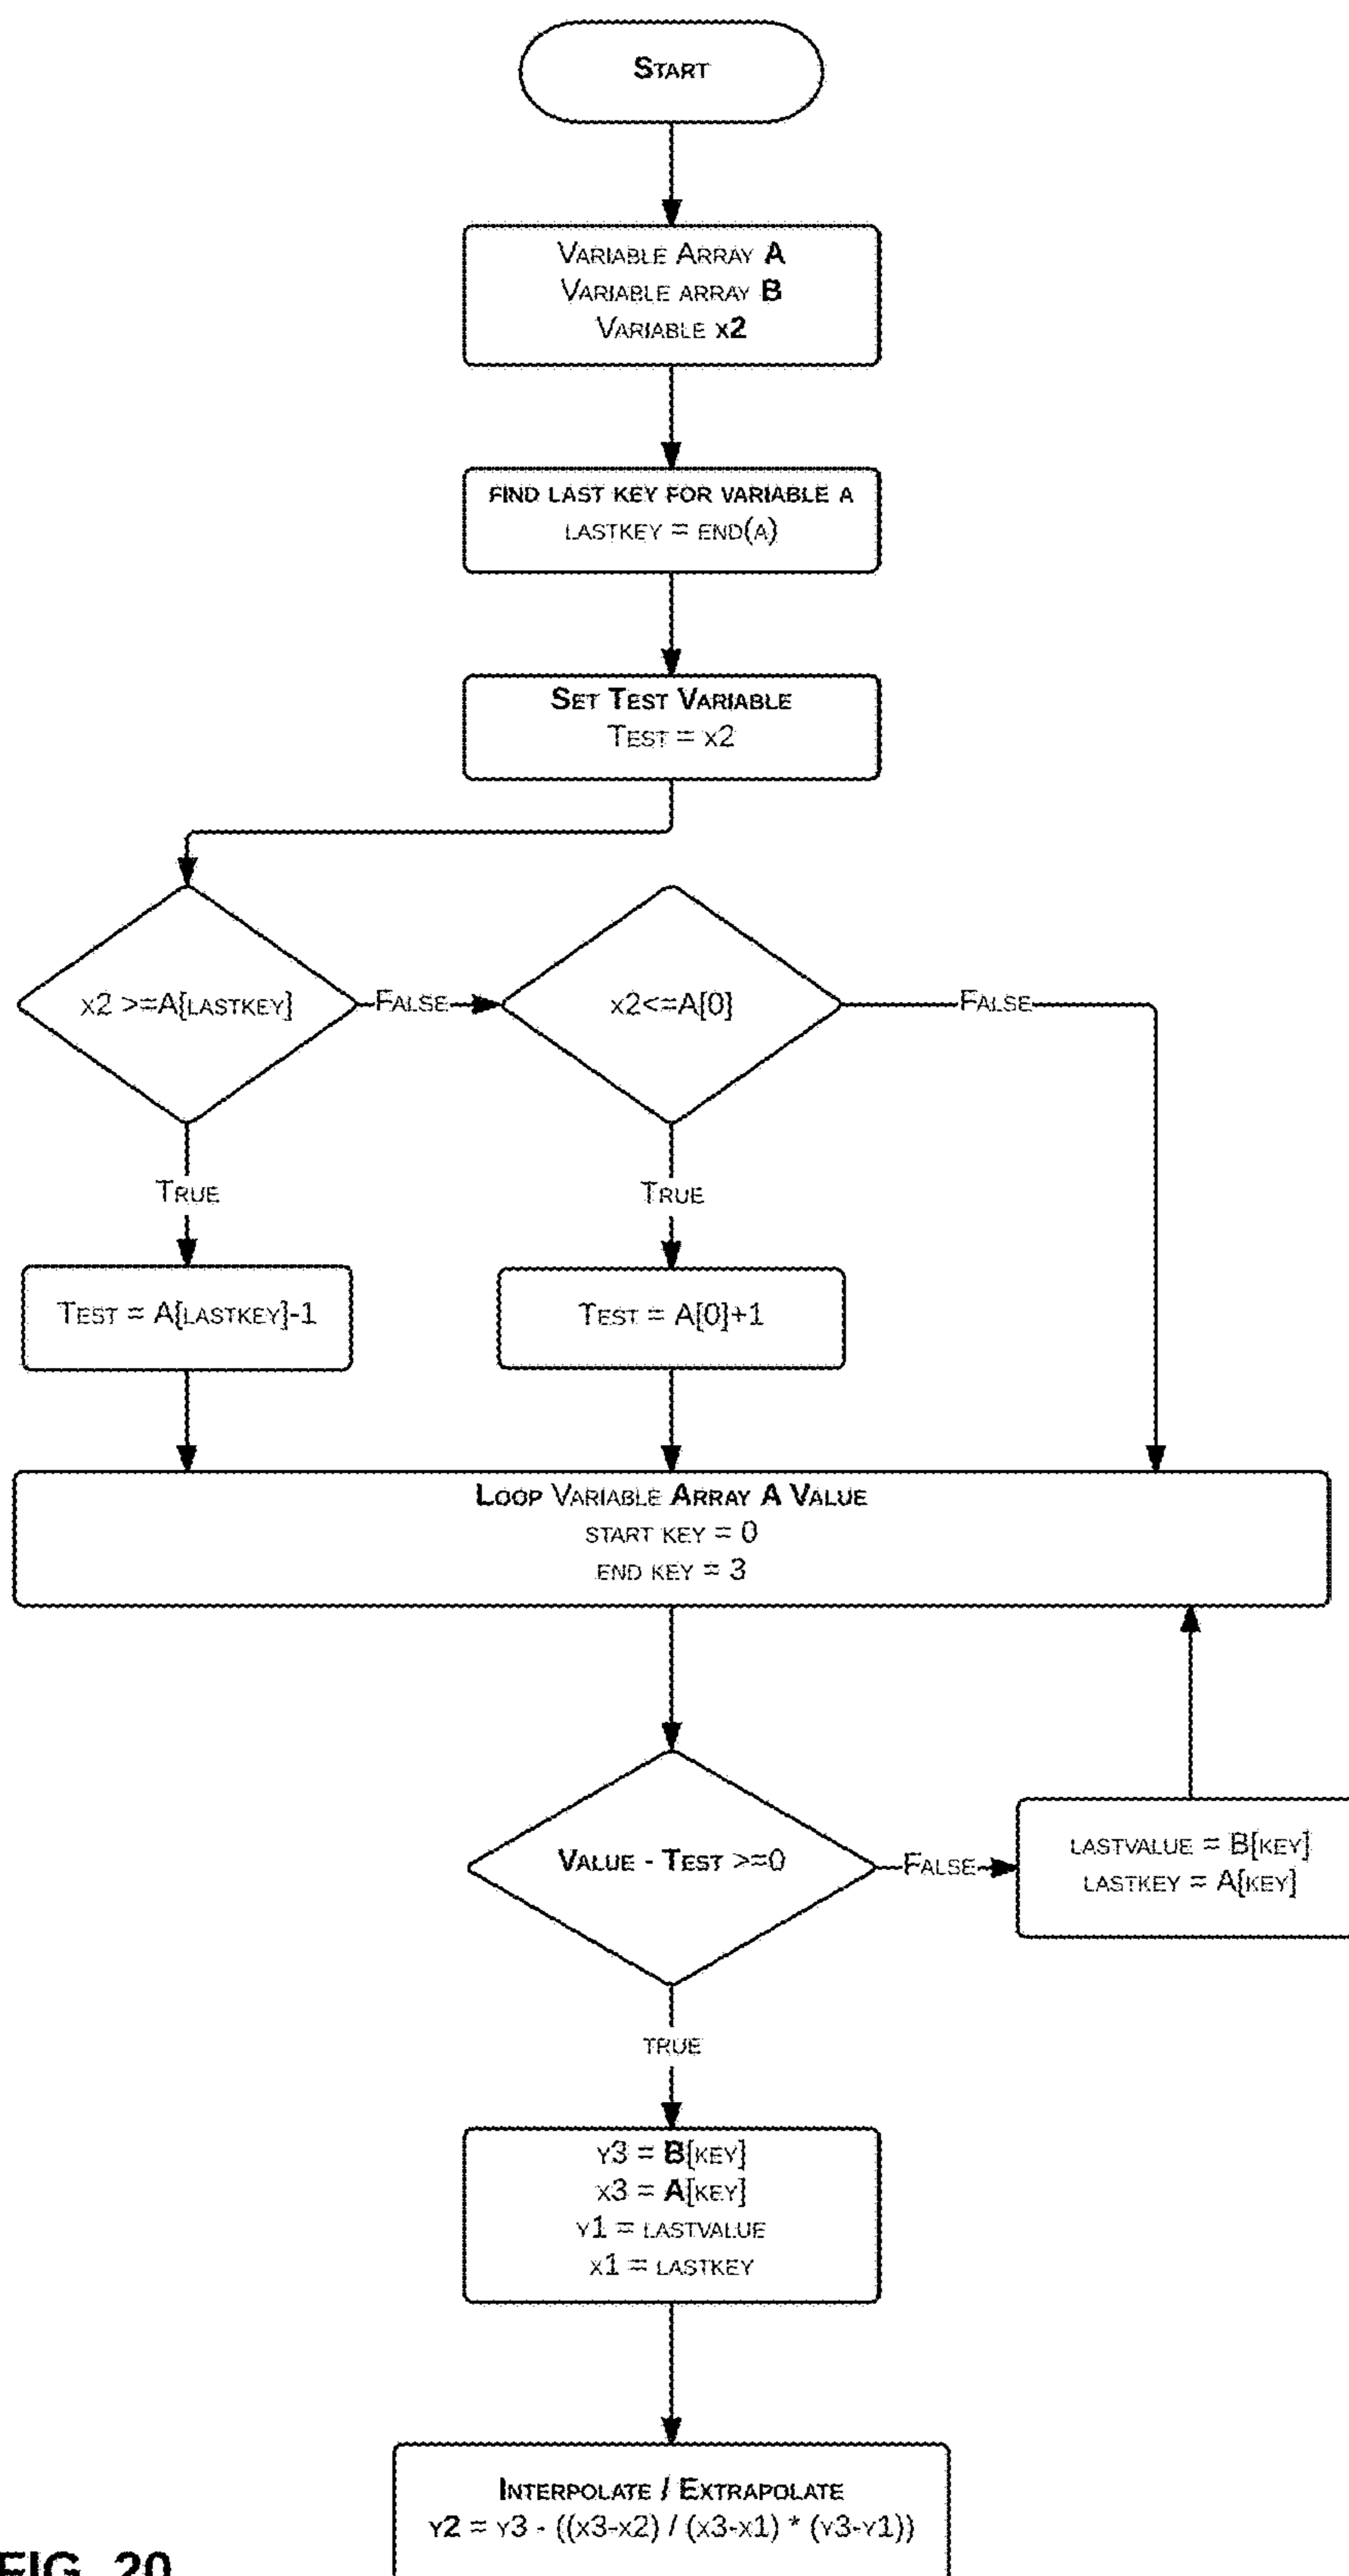 START
VARIABLE ARRAY A
VARIABLE ARRAY B
VARIABLE x2
FIND LAST KEY FOR VARIABLE A
LASTKEY = END(A)
SET TEST VARIABLE
TEST = x2
x2 >=A[LASTKEY]
FALSE
x2<=A[0]
FALSE
TRUE
TRUE
TEST = A[LASTKEY]-1
TEST = A[0]+1
LOOP VARIABLE ARRAY A VALUE
START KEY = 0
END KEY = 3
VALUE - TEST >=0
FALSE
LASTVALUE = B[KEY]
LASTKEY = A[KEY]
TRUE
Y3 = B[KEY]
X3 = A[KEY]
Y1 = LASTVALUE
X1 = LASTKEY
INTERPOLATE / EXTRAPOLATE
Y2 = Y3 - ((X3-X2) / (X3-X1) * (Y3-Y1))
FIG. 20